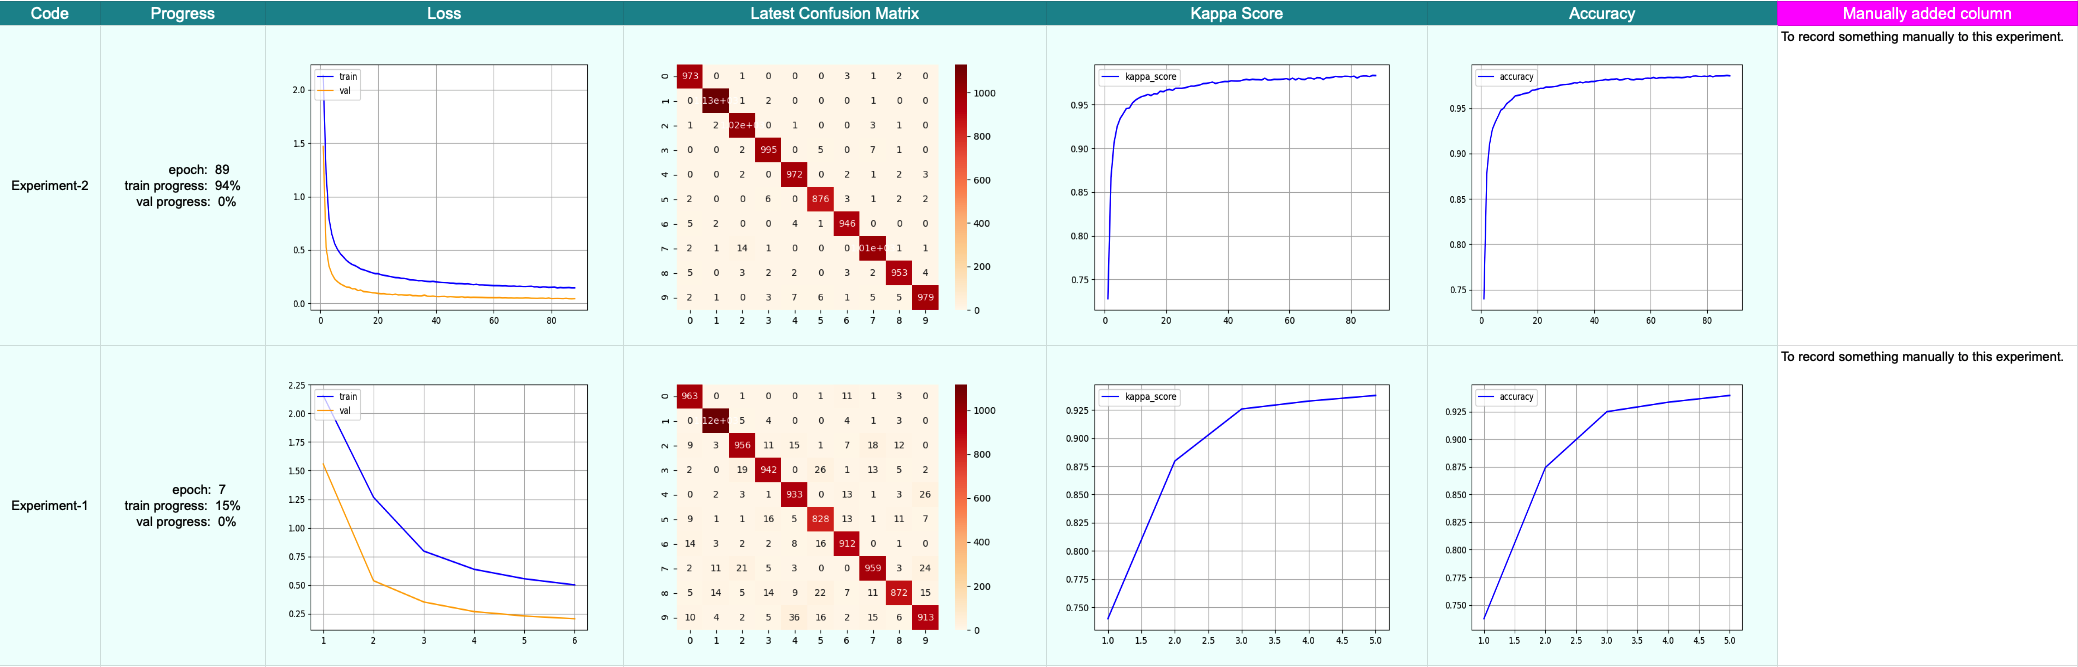 Code Progress Loss Latest Confusion Matrix Kappa Score Accuracy Manually added column
To record something manually to this experiment.
Experiment-2
epoch: 89
train progress: 94%
val progress: 0%
train
val
2.0
1.5
1.0
0.5
0.0
0 20 40 60 80
0 973 0 1 0 0 0 3 1 2 0
1 0 13e+ 1 2 0 0 0 1 0 0
2 1 2 02e+ 0 1 0 0 3 1 0
3 0 0 2 995 0 5 0 7 1 0
4 0 0 2 0 972 0 2 1 2 3
5 2 0 0 6 0 876 3 1 2 2
6 5 2 0 0 4 1 946 0 0 0
7 2 1 14 1 0 0 0 01e+ 1 1
8 5 0 3 2 2 0 3 2 953 4
9 2 1 0 3 7 6 1 5 5 979
0 1 2 3 4 5 6 7 8 9
1000
800
600
400
200
0
kappa_score
0.95
0.90
0.85
0.80
0.75
0 20 40 60 80
accuracy
0.95
0.90
0.85
0.80
0.75
0 20 40 60 80
To record something manually to this experiment.
Experiment-1
epoch: 7
train progress: 15%
val progress: 0%
train
val
2.25
2.00
1.75
1.50
1.25
1.00
0.75
0.50
0.25
1 2 3 4 5 6
0 963 0 1 0 0 1 11 1 3 0
1 0 12e+ 5 4 0 0 4 1 3 0
2 9 3 956 11 15 1 7 18 12 0
3 2 0 19 942 0 26 1 13 5 2
4 0 2 3 1 933 0 13 1 3 26
5 9 1 1 16 5 828 13 1 11 7
6 14 3 2 2 8 16 912 0 1 0
7 2 11 21 5 3 0 0 959 3 24
8 5 14 5 14 9 22 7 11 872 15
9 10 4 2 5 36 16 2 15 6 913
0 1 2 3 4 5 6 7 8 9
1000
800
600
400
200
0
kappa_score
0.925
0.900
0.875
0.850
0.825
0.800
0.775
0.750
1.0 1.5 2.0 2.5 3.0 3.5 4.0 4.5 5.0
accuracy
0.925
0.900
0.875
0.850
0.825
0.800
0.775
0.750
1.0 1.5 2.0 2.5 3.0 3.5 4.0 4.5 5.0